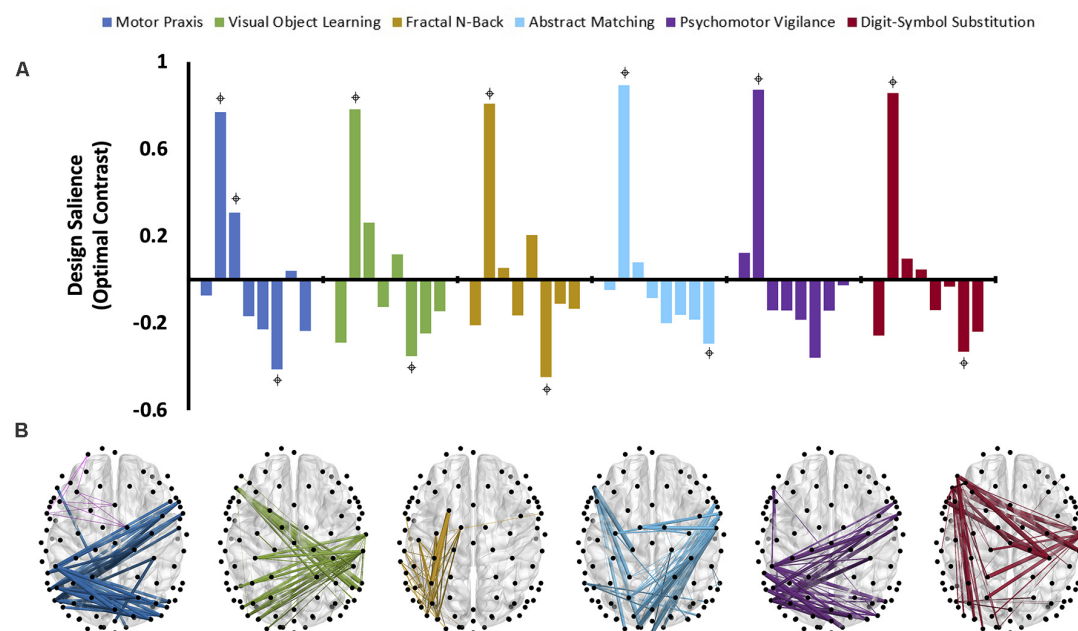 Motor Praxis Visual Object Learning Fractal N-Back Abstract Matching Psychomotor Vigilance Digit-Symbol Substitution
A
Design Salience
(Optimal Contrast)
1
0.6
0.2
-0.2
-0.6
B